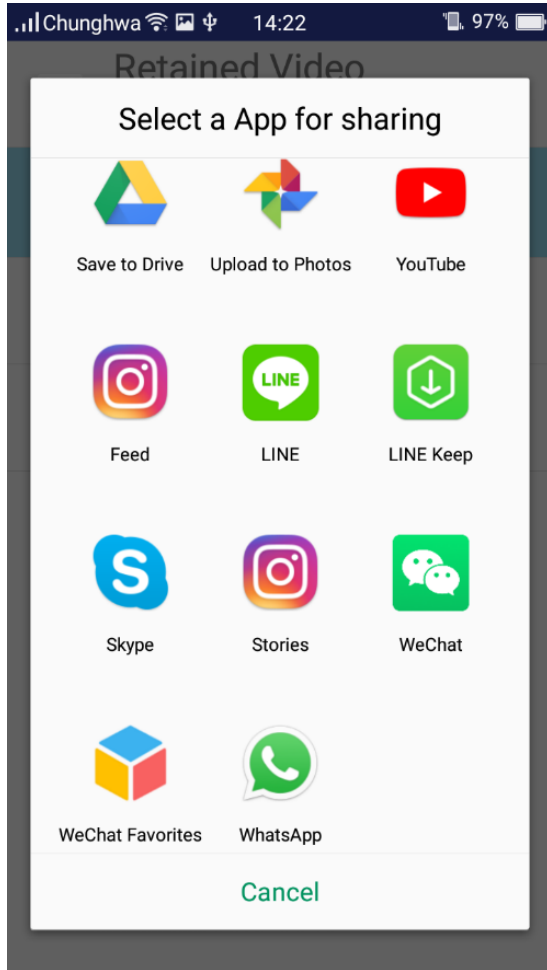 Chunghwa 14:22 97%
Retained Video
Select a App for sharing
Save to Drive Upload to Photos YouTube
LINE
Feed LINE LINE Keep
S
Skype Stories WeChat
WeChat Favorites WhatsApp
Cancel